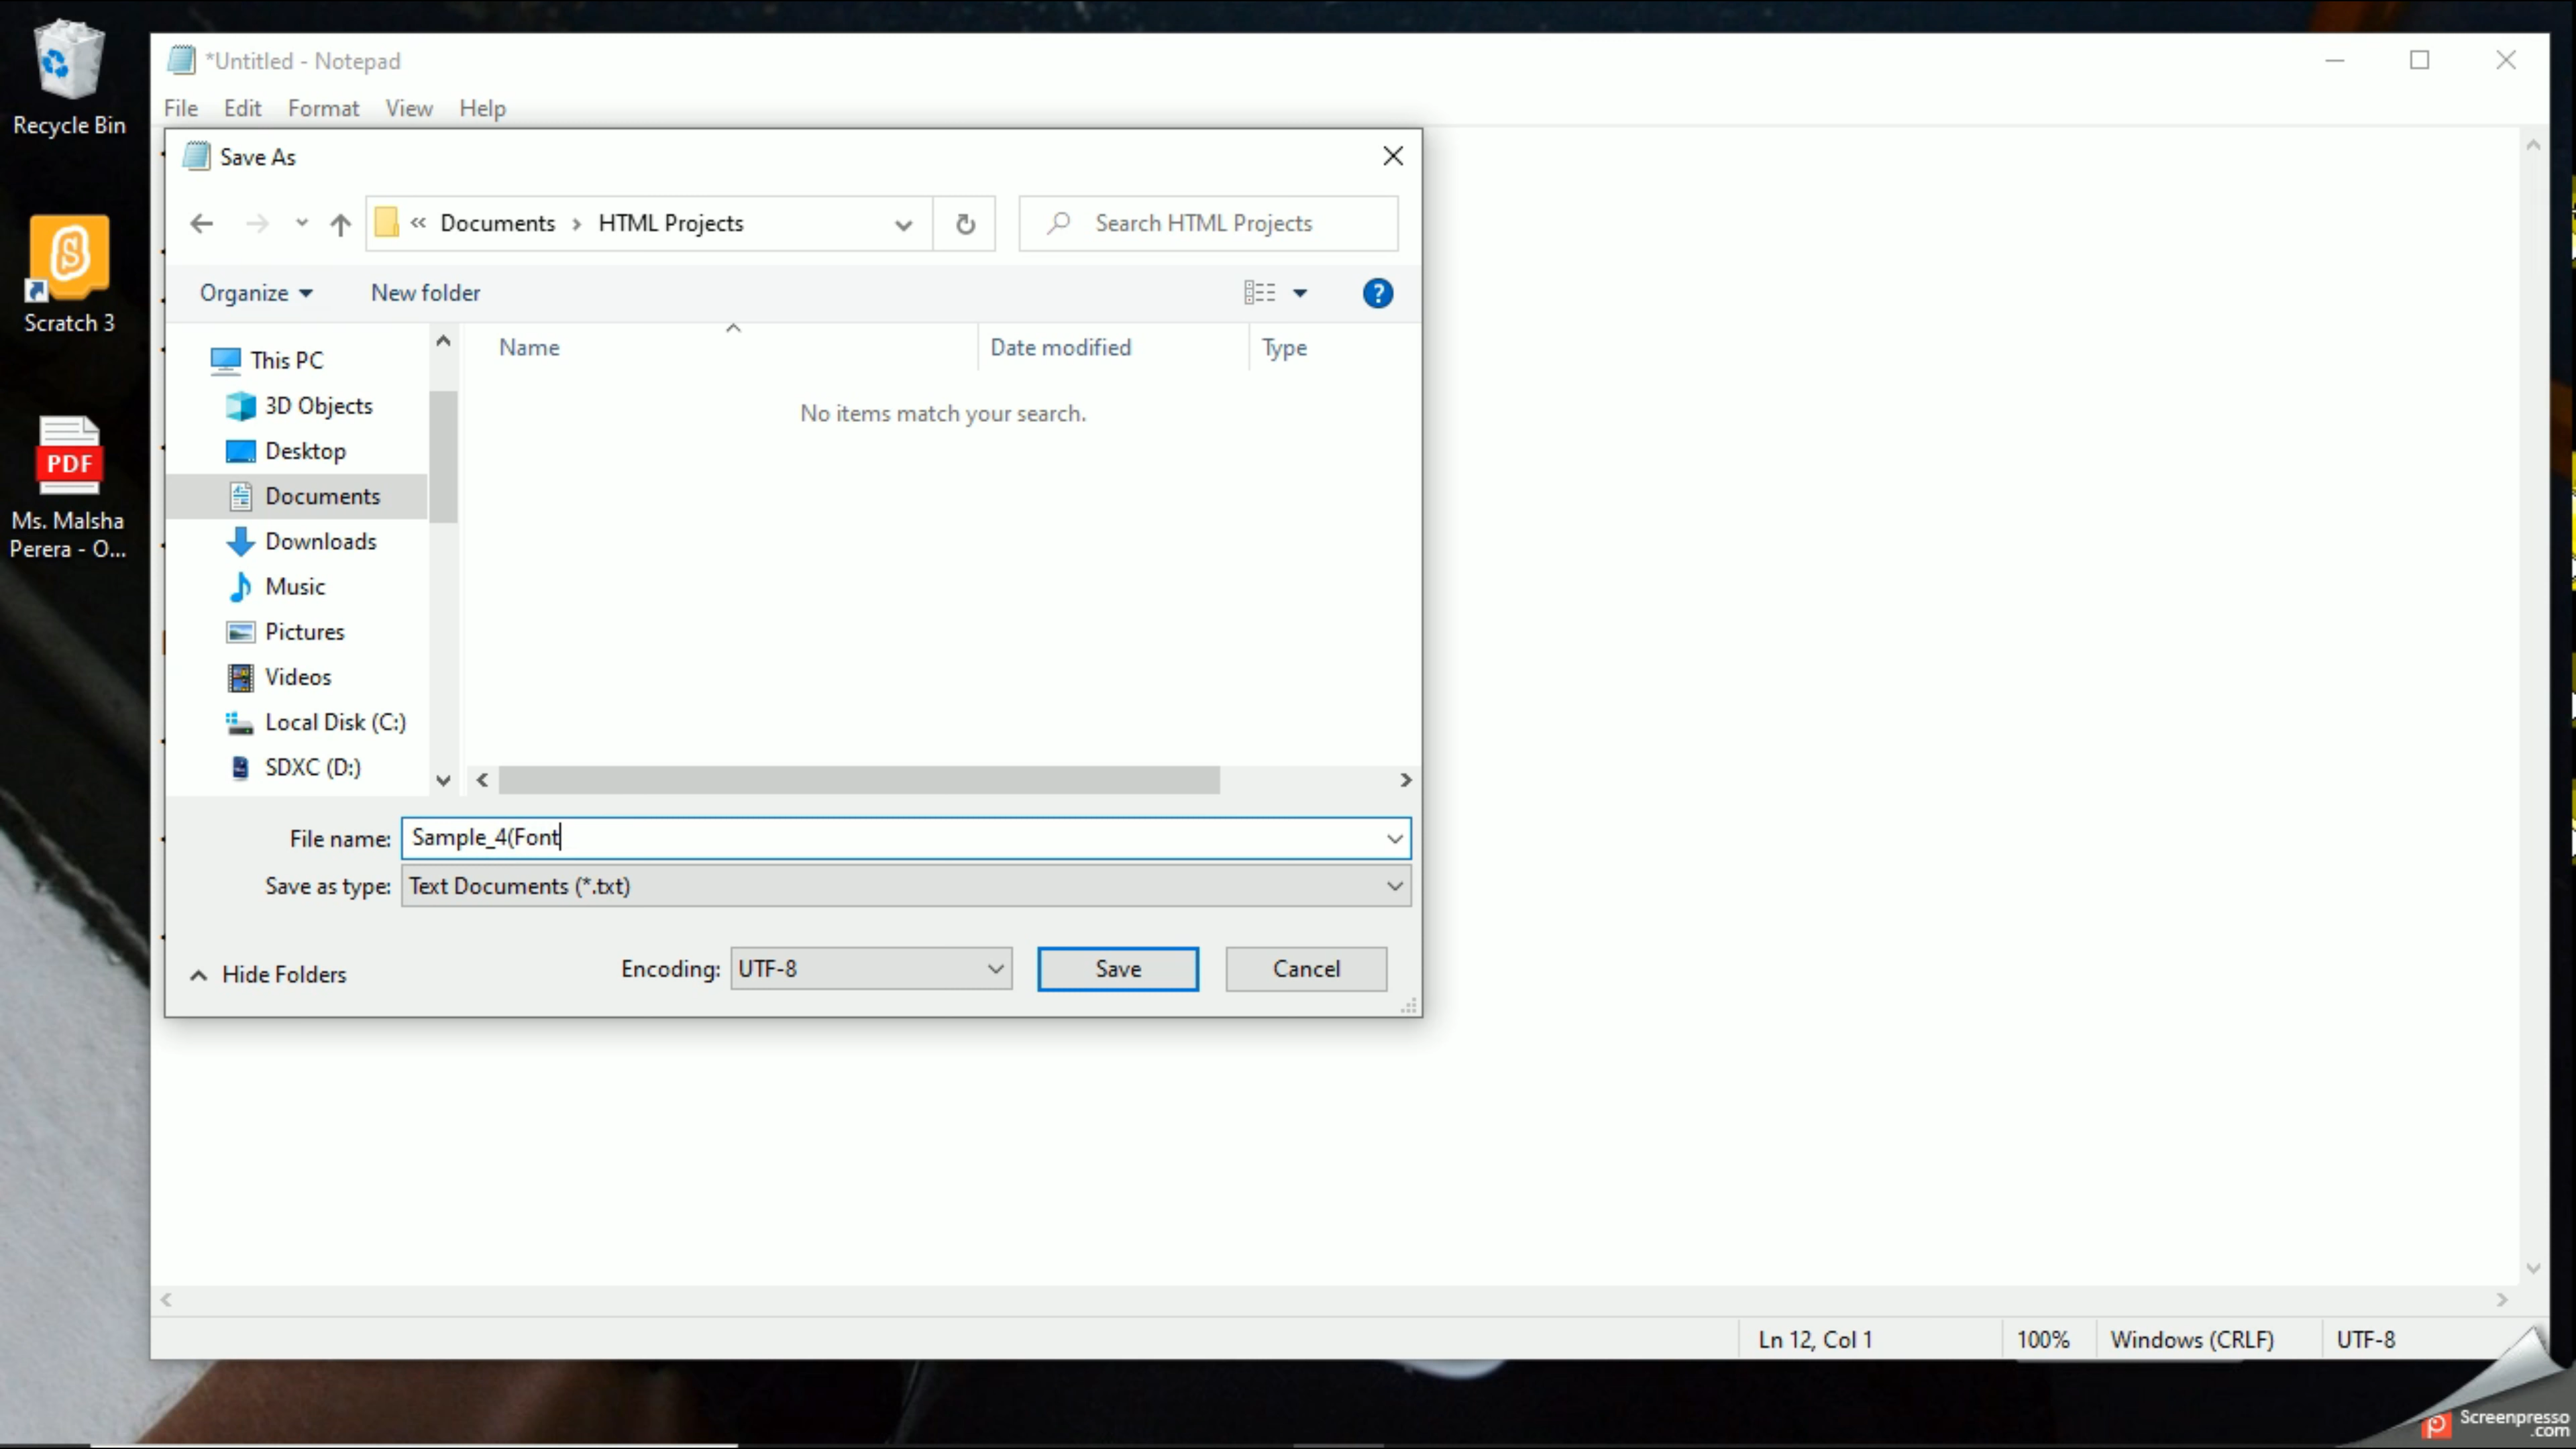 Recycle Bin
Scratch 3
PDF
Ms. Malsha
Perera - O...
*Untitled - Notepad
File Edit Format View Help
Save As
« Documents › HTML Projects
Search HTML Projects
Organize
New folder
?
This PC
3D Objects
Desktop
Documents
Downloads
Music
Pictures
Videos
Local Disk (C:)
SDXC (D:)
Name Date modified Type
No items match your search.
File name: Sample_4(Font
Save as type: Text Documents (*.txt)
Hide Folders
Encoding: UTF-8
Save
Cancel
Ln 12, Col 1 100% Windows (CRLF) UTF-8
Screenpresso
.com